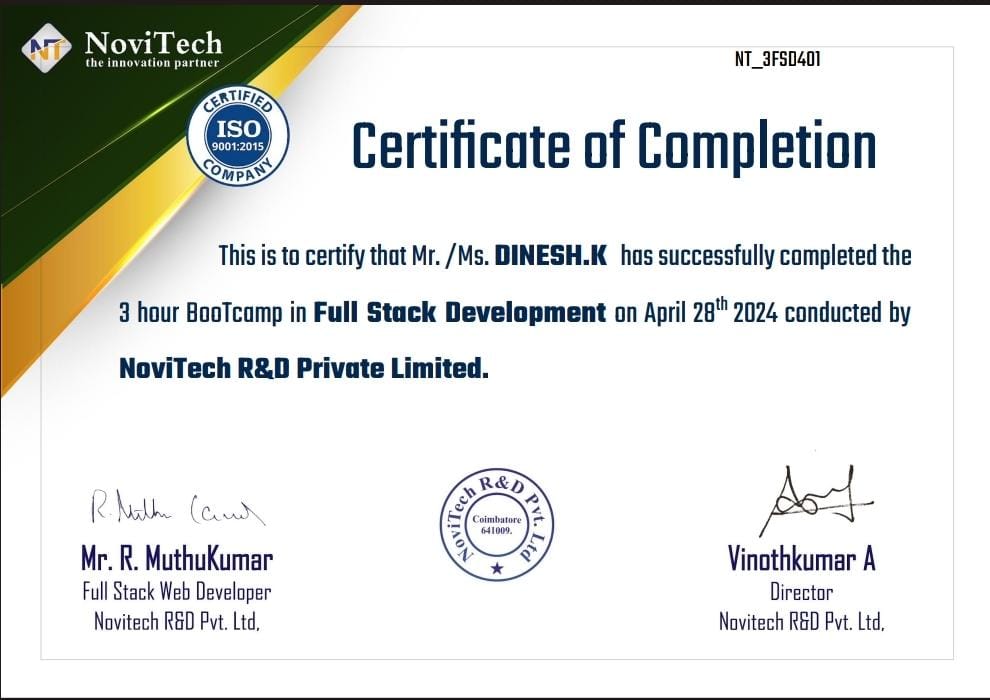 NT
NoviTech
the innovation partner
NT_3FSD401
CERTIFIED
ISO
9001:2015
COMPANY
Certificate of Completion
This is to certify that Mr. /Ms. DINESH.K has successfully completed the
3 hour BooTcamp in Full Stack Development on April 28th 2024 conducted by
NoviTech R&D Private Limited.
R. Muthu Kumar
NoviTech R&D Pvt. Ltd
Coimbatore
641009.
Mr. R. MuthuKumar
Full Stack Web Developer
Novitech R&D Pvt. Ltd,
Vinothkumar A
Director
Novitech R&D Pvt. Ltd,